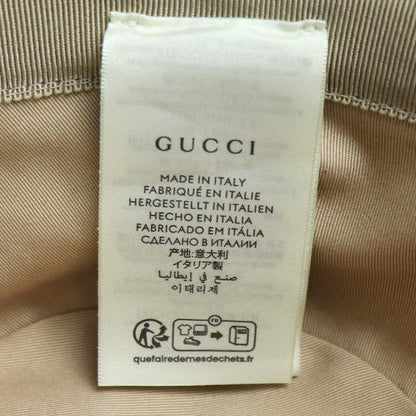 GUCCI
MADE IN ITALY
FABRIQUÉ EN ITALIE
HERGESTELLT IN ITALIEN
HECHO EN ITALIA
FABRICADO EM ITÁLIA
СДЕЛАНО В ИТАЛИИ
产地:意大利
イタリア製
صنع في إيطاليا
이태리제
FR
quefairedemesdechets.fr